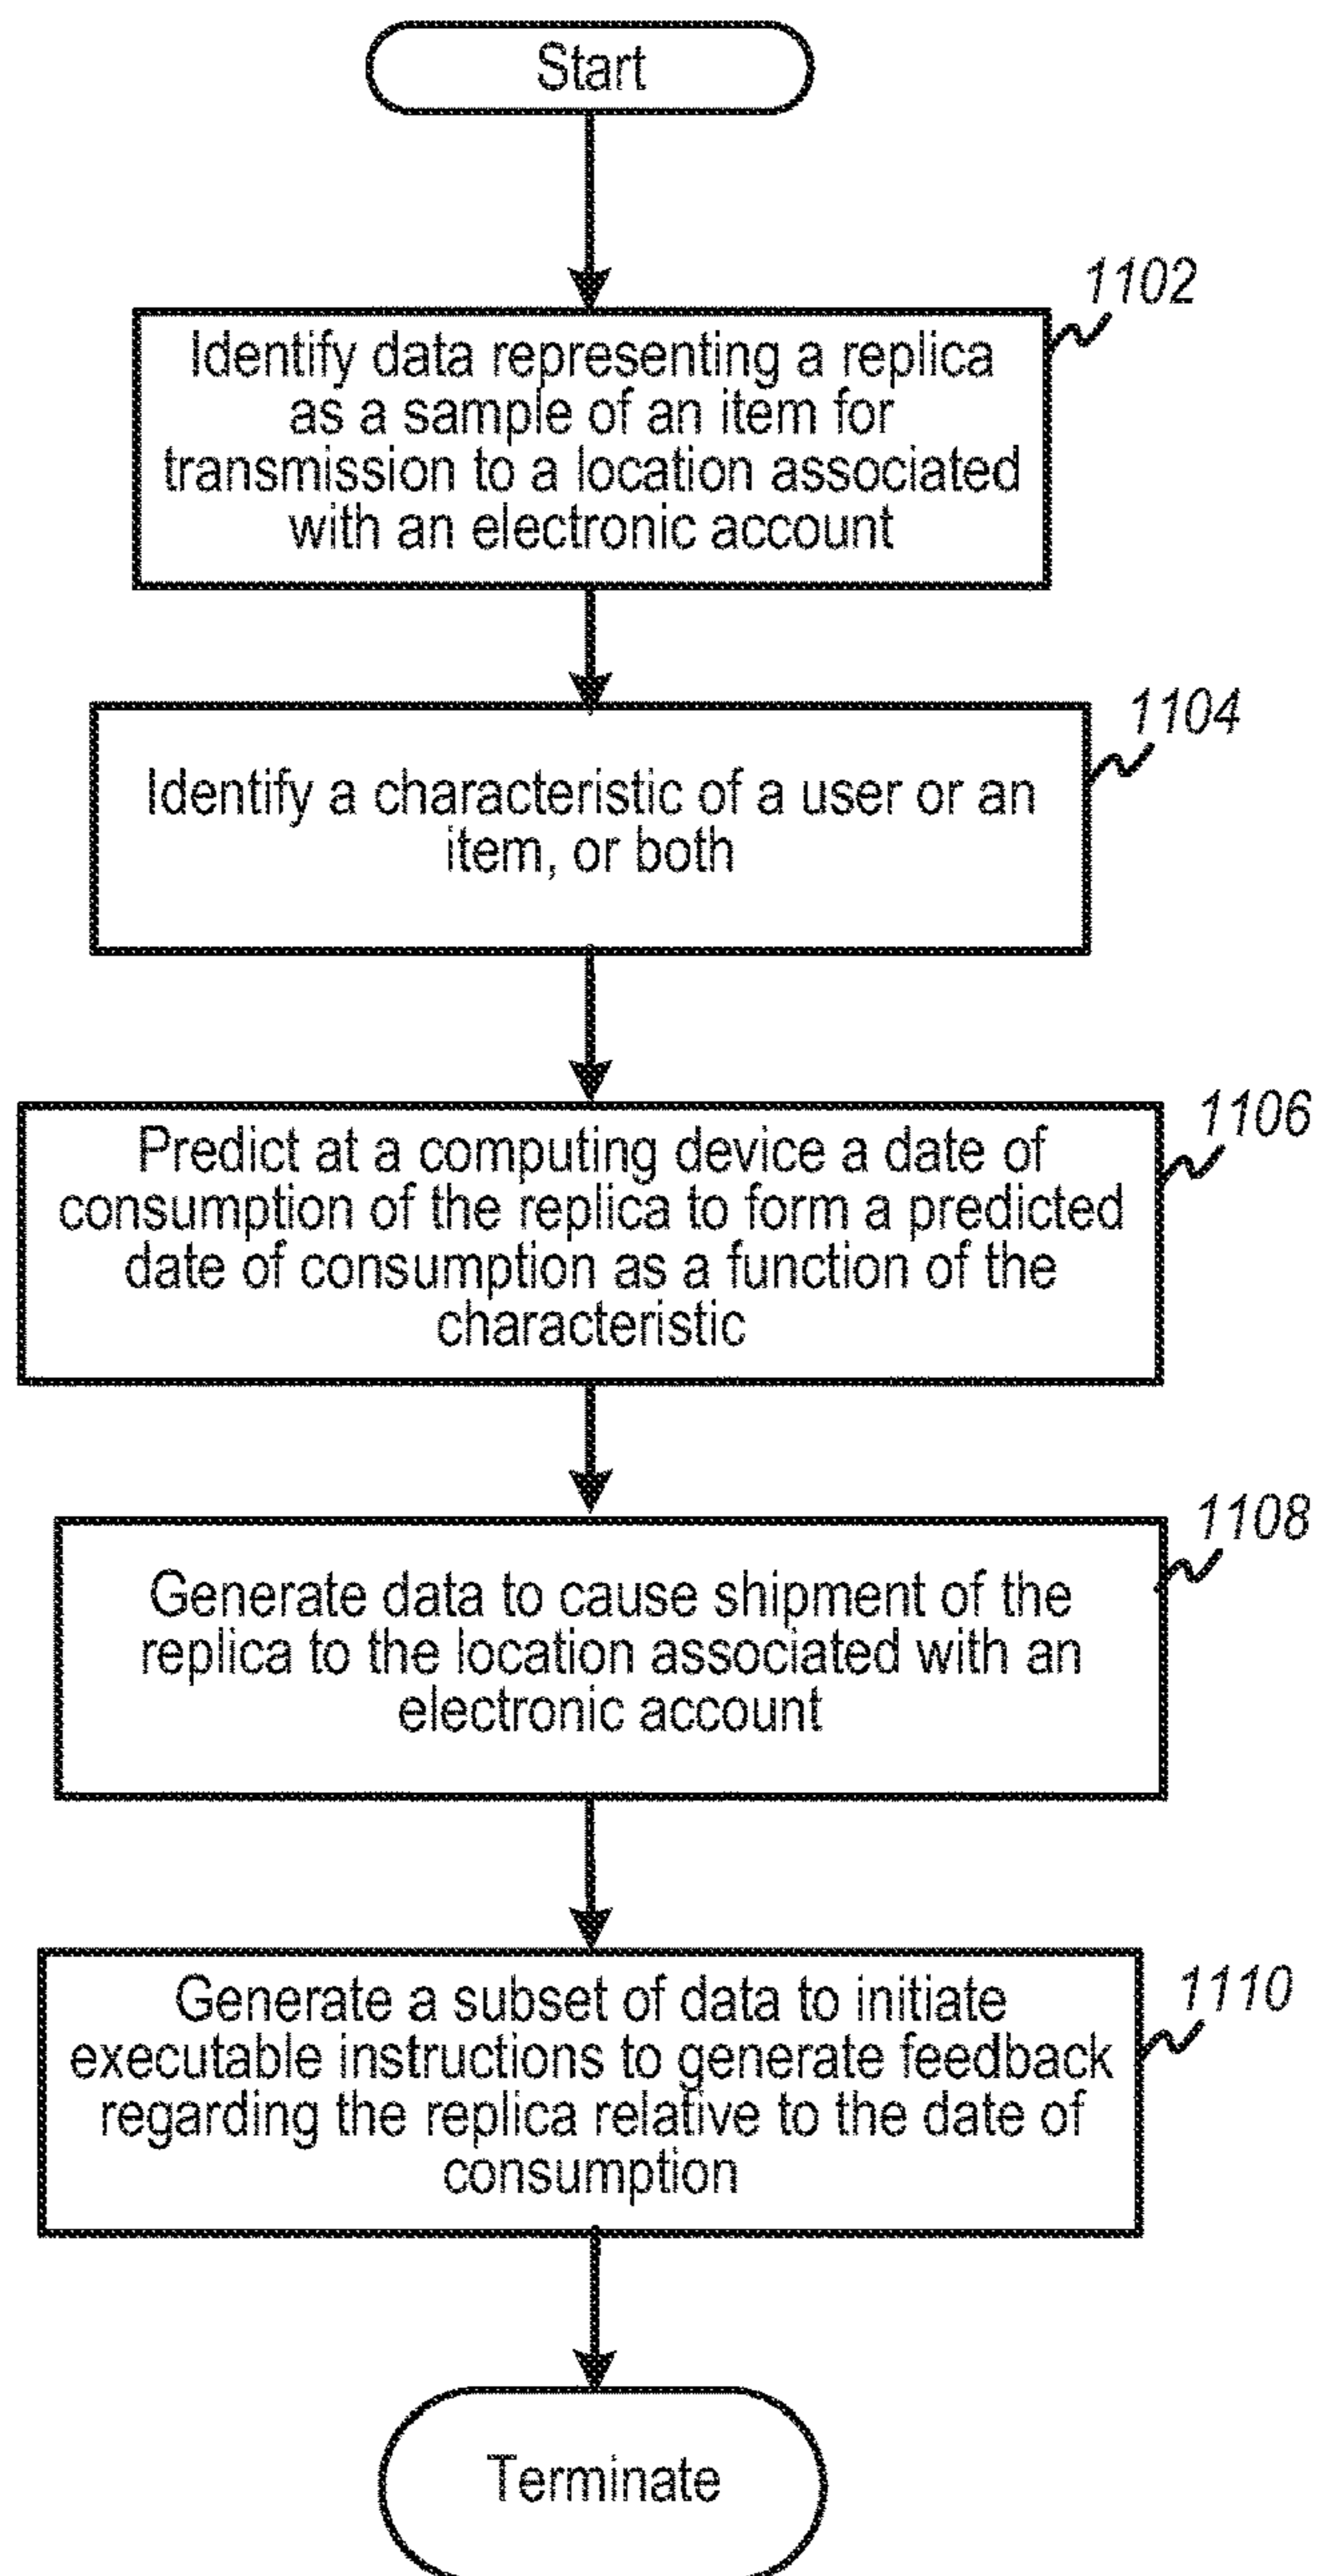 Start
1102
Identify data representing a replica
as a sample of an item for
transmission to a location associated
with an electronic account
1104
Identify a characteristic of a user or an
item, or both
1106
Predict at a computing device a date of
consumption of the replica to form a predicted
date of consumption as a function of the
characteristic
1108
Generate data to cause shipment of the
replica to the location associated with an
electronic account
1110
Generate a subset of data to initiate
executable instructions to generate feedback
regarding the replica relative to the date of
consumption
Terminate